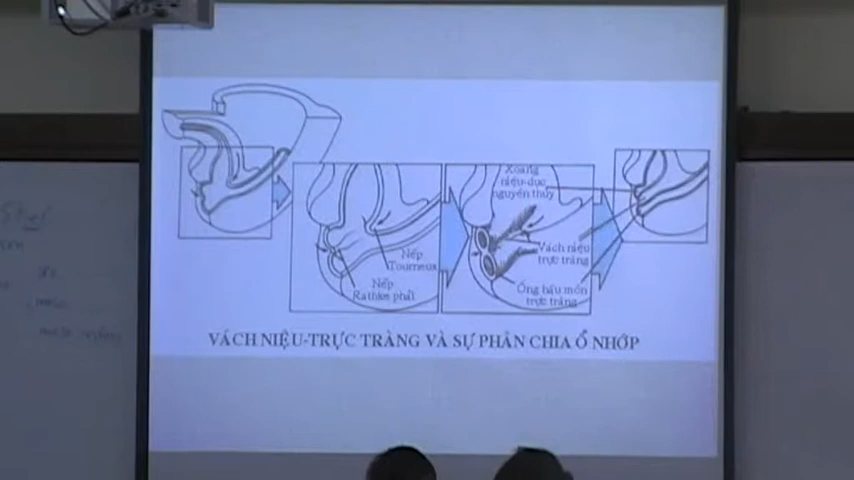 Xoang
niệu-dục
nguyên thủy
Nếp
Tourneux
Nếp
Rathke phải
Vách niệu
trực tràng
Ống hậu môn
trực tràng
VÁCH NIỆU-TRỰC TRÀNG VÀ SỰ PHÂN CHIA Ổ NHỚP